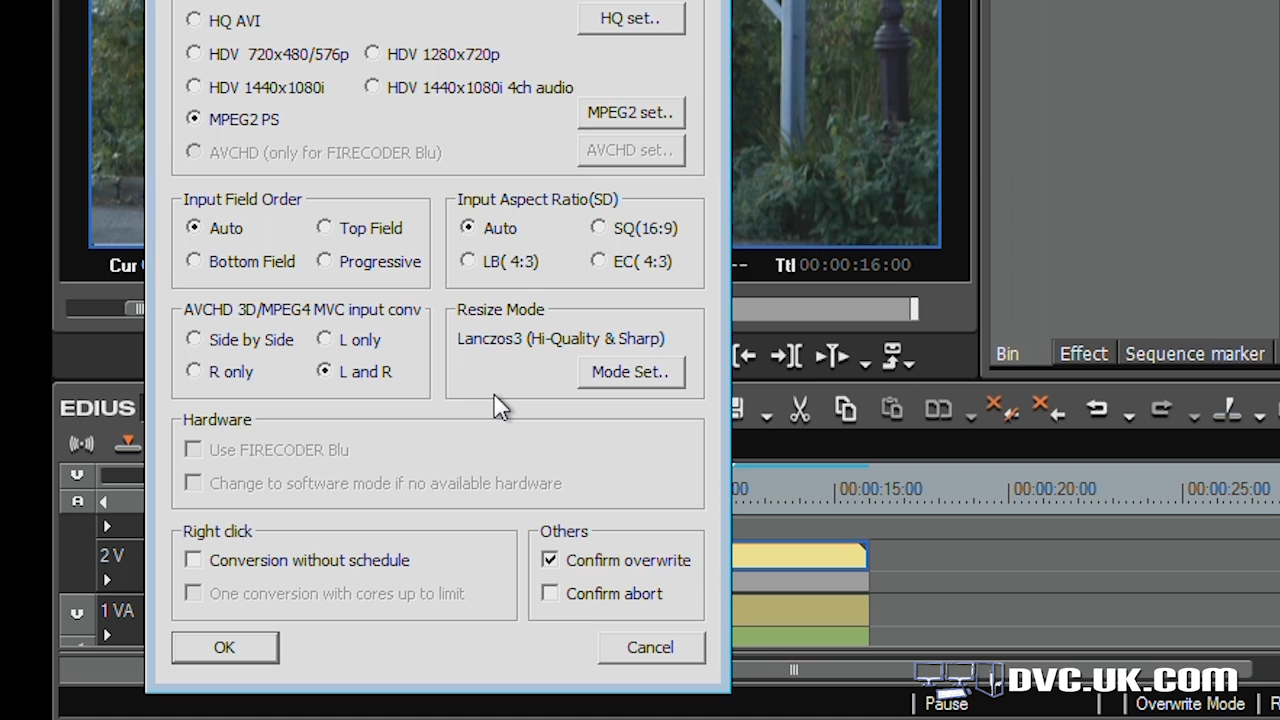 HQ AVI
HQ set..
HDV 720x480/576p
HDV 1280x720p
HDV 1440x1080i
HDV 1440x1080i 4ch audio
MPEG2 PS
MPEG2 set..
AVCHD (only for FIRECODER Blu)
AVCHD set..
Input Field Order
Auto
Top Field
Bottom Field
Progressive
Input Aspect Ratio(SD)
Auto
SQ(16:9)
LB( 4:3)
EC( 4:3)
AVCHD 3D/MPEG4 MVC input conv
Side by Side
L only
R only
L and R
Resize Mode
Lanczos3 (Hi-Quality & Sharp)
Mode Set..
Hardware
Use FIRECODER Blu
Change to software mode if no available hardware
Right click
Conversion without schedule
One conversion with cores up to limit
Others
Confirm overwrite
Confirm abort
OK
Cancel
Cur
Ttl 00:00:16:00
Bin
Effect
Sequence marker
EDIUS
00:00:15:00
00:00:20:00
00:00:25:00
A
2 V
1 VA
DVC.UK.COM
Pause
Overwrite Mode